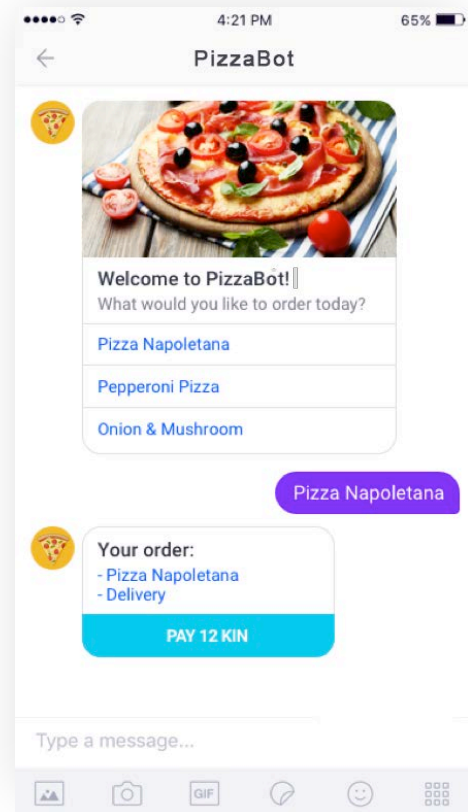 4:21 PM
65%
PizzaBot
Welcome to PizzaBot!
What would you like to order today?
Pizza Napoletana
Pepperoni Pizza
Onion & Mushroom
Pizza Napoletana
Your order:
- Pizza Napoletana
- Delivery
PAY 12 KIN
Type a message...
GIF